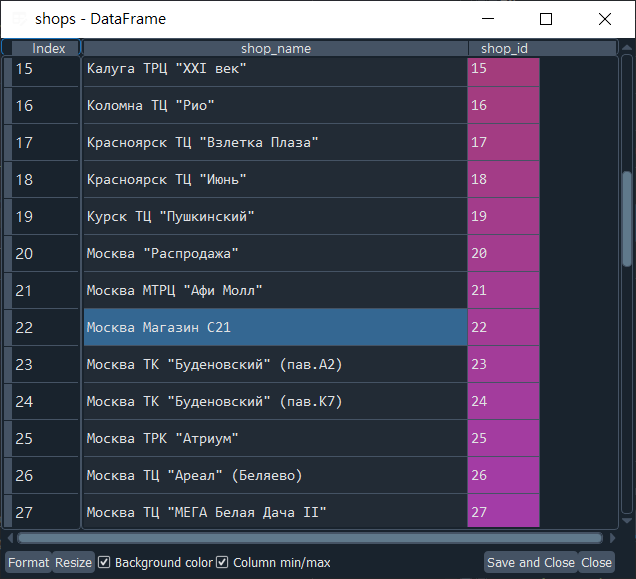 shops - DataFrame
Index shop_name shop_id
15 Калуга ТРЦ "XXI век" 15
16 Коломна ТЦ "Рио" 16
17 Красноярск ТЦ "Взлетка Плаза" 17
18 Красноярск ТЦ "Июнь" 18
19 Курск ТЦ "Пушкинский" 19
20 Москва "Распродажа" 20
21 Москва МТРЦ "Афи Молл" 21
22 Москва Магазин С21 22
23 Москва ТК "Буденовский" (пав.А2) 23
24 Москва ТК "Буденовский" (пав.К7) 24
25 Москва ТРК "Атриум" 25
26 Москва ТЦ "Ареал" (Беляево) 26
27 Москва ТЦ "МЕГА Белая Дача II" 27
Format Resize Background color Column min/max Save and Close Close